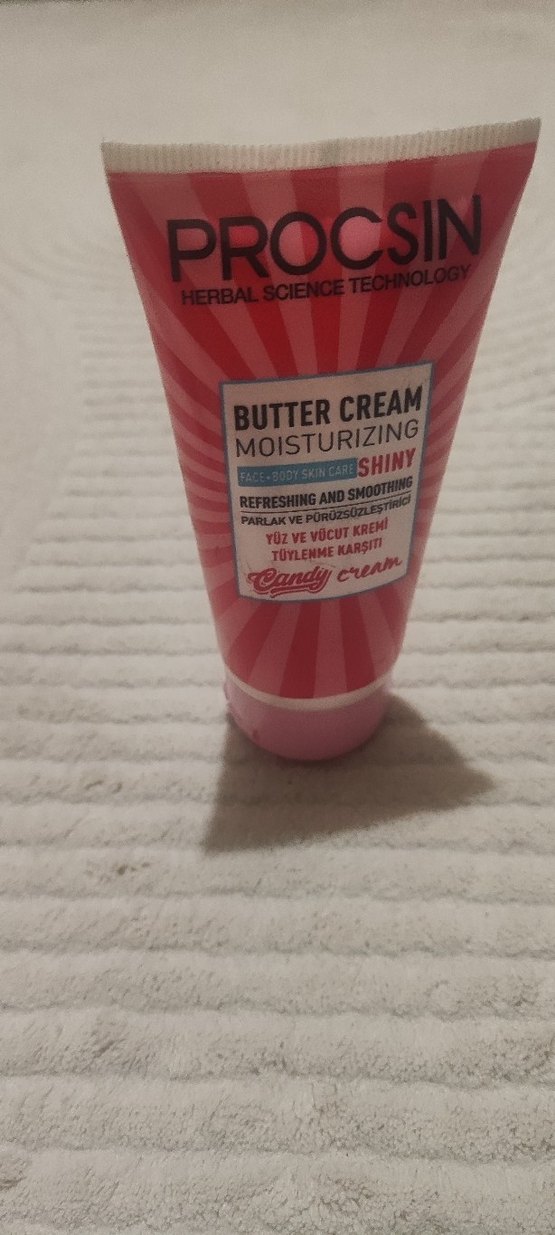 PROCSIN
HERBAL SCIENCE TECHNOLOGY
BUTTER CREAM
MOISTURIZING
FACE-BODY SKIN CARE SHINY
REFRESHING AND SMOOTHING
PARLAK VE PÜRÜZSÜZLEŞTİRİCİ
YÜZ VE VÜCUT KREMİ
TÜYLENME KARŞITI
Candy cream